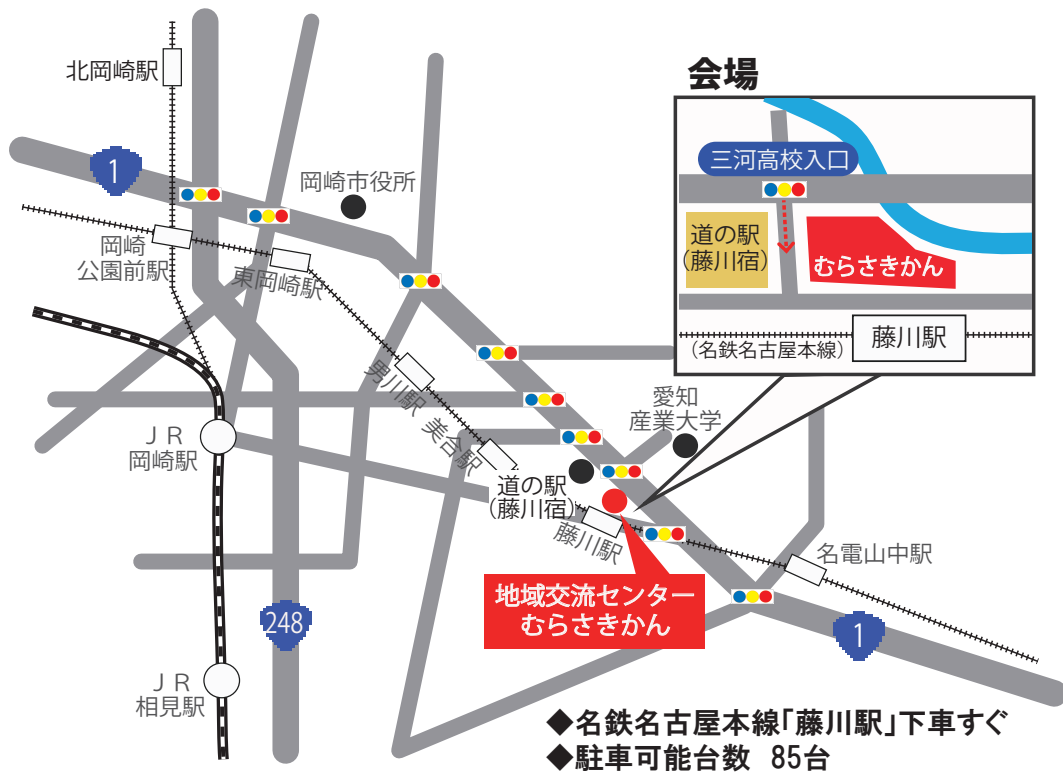 会場
北岡崎駅
1
岡崎市役所
三河高校入口
道の駅
(藤川宿)
むらさきかん
岡崎
公園前駅
東岡崎駅
(名鉄名古屋本線)
藤川駅
男川駅
美合駅
愛知
産業大学
ＪＲ
岡崎駅
道の駅
(藤川宿)
藤川駅
名電山中駅
地域交流センター
むらさきかん
248
1
ＪＲ
相見駅
◆名鉄名古屋本線「藤川駅」下車すぐ
◆駐車可能台数 85台